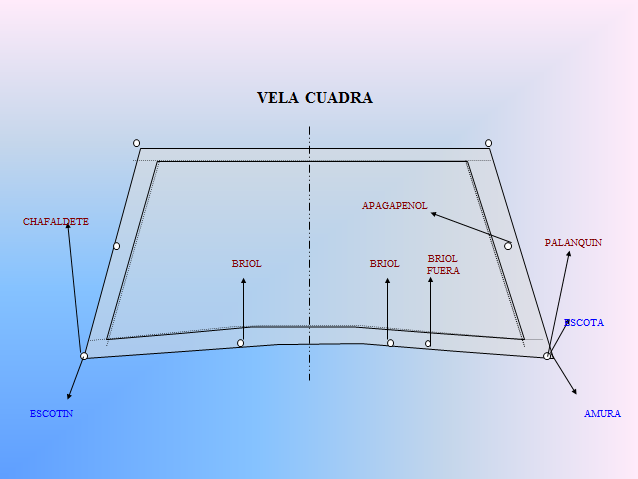 VELA CUADRA
APAGAPENOL
CHAFALDETE
PALANQUIN
BRIOL
BRIOL
BRIOL
FUERA
ESCOTA
ESCOTIN
AMURA